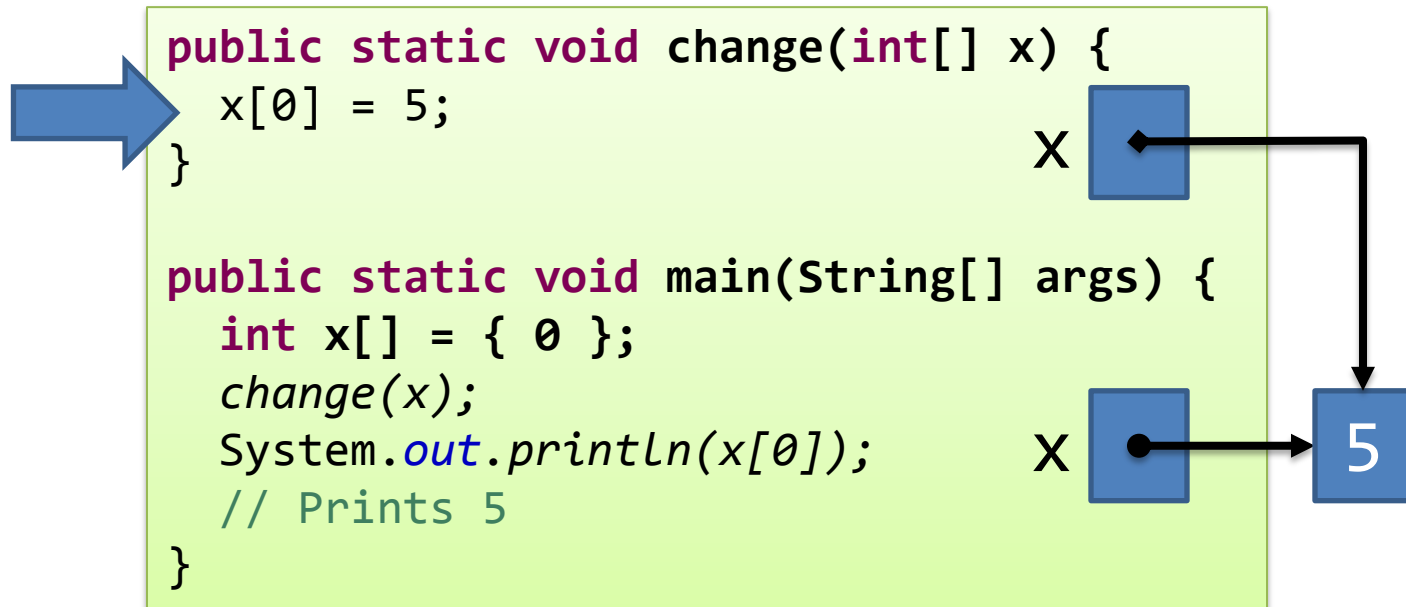 public static void change(int[] x) {
x[0] = 5;
}
x
public static void main(String[] args) {
int x[] = { 0 };
change(x);
System.out.println(x[0]);
x
5
// Prints 5
}